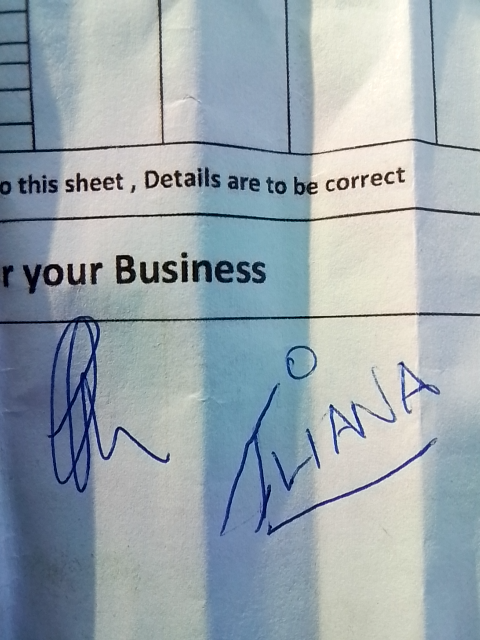 o this sheet , Details are to be correct
r your Business
ILIANA